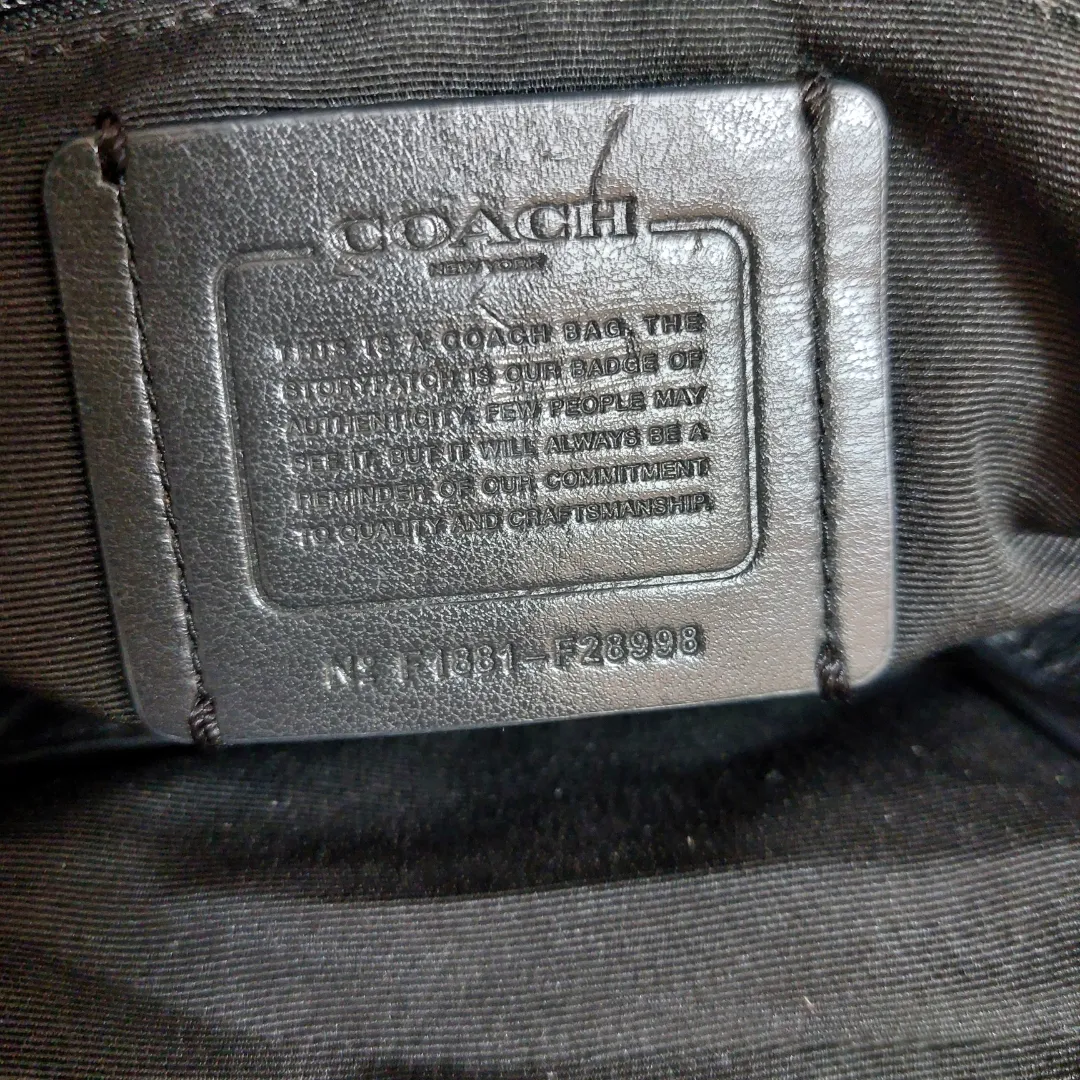 COACH
NEW YORK
THIS IS A COACH BAG. THE
STORYPATCH IS OUR BADGE OF
AUTHENTICITY. FEW PEOPLE MAY
SEE IT, BUT IT WILL ALWAYS BE A
REMINDER OF OUR COMMITMENT
TO QUALITY AND CRAFTSMANSHIP.
Nº F1881-F28998